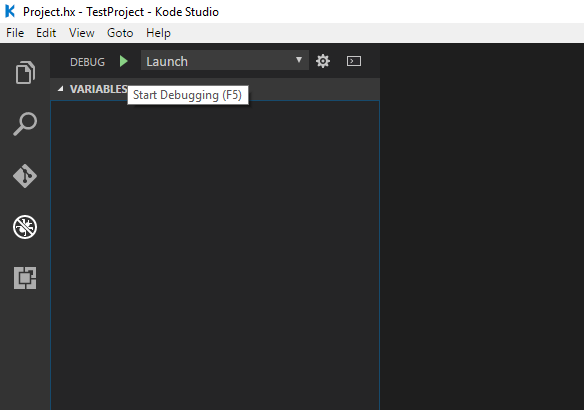 Project.hx - TestProject - Kode Studio
File Edit View Goto Help
DEBUG Launch
VARIABLES
Start Debugging (F5)